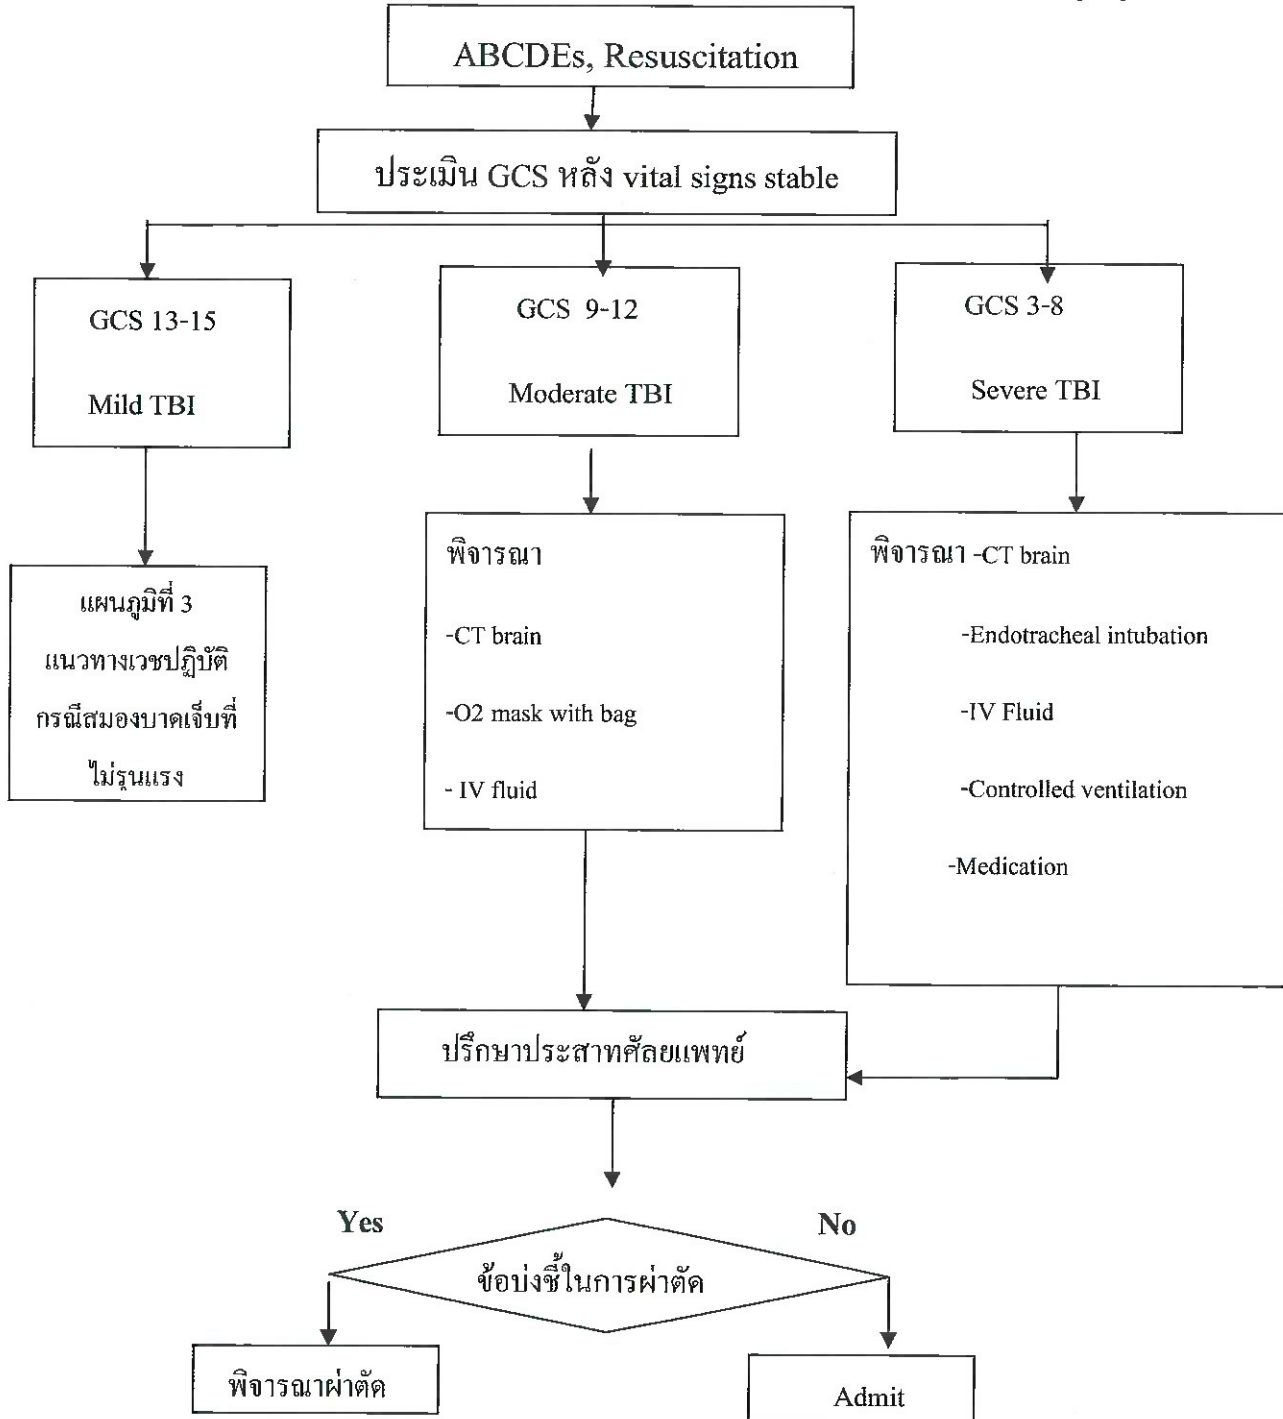 ABCDEs, Resuscitation
ประเมิน GCS หลัง vital signs stable
GCS 13-15
Mild TBI
GCS 9-12
Moderate TBI
GCS 3-8
Severe TBI
แผนภูมิที่ 3
แนวทางเวชปฏิบัติ
กรณีสมองบาดเจ็บที่
ไม่รุนแรง
พิจารณา
-CT brain
-O2 mask with bag
- IV fluid
พิจารณา -CT brain
-Endotracheal intubation
-IV Fluid
-Controlled ventilation
-Medication
ปรึกษาประสาทศัลยแพทย์
Yes
No
ข้อบ่งชี้ในการผ่าตัด
พิจารณาผ่าตัด
Admit